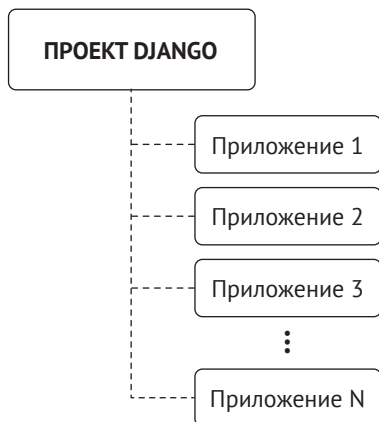 ПРОЕКТ DJANGO
Приложение 1
Приложение 2
Приложение 3
Приложение N